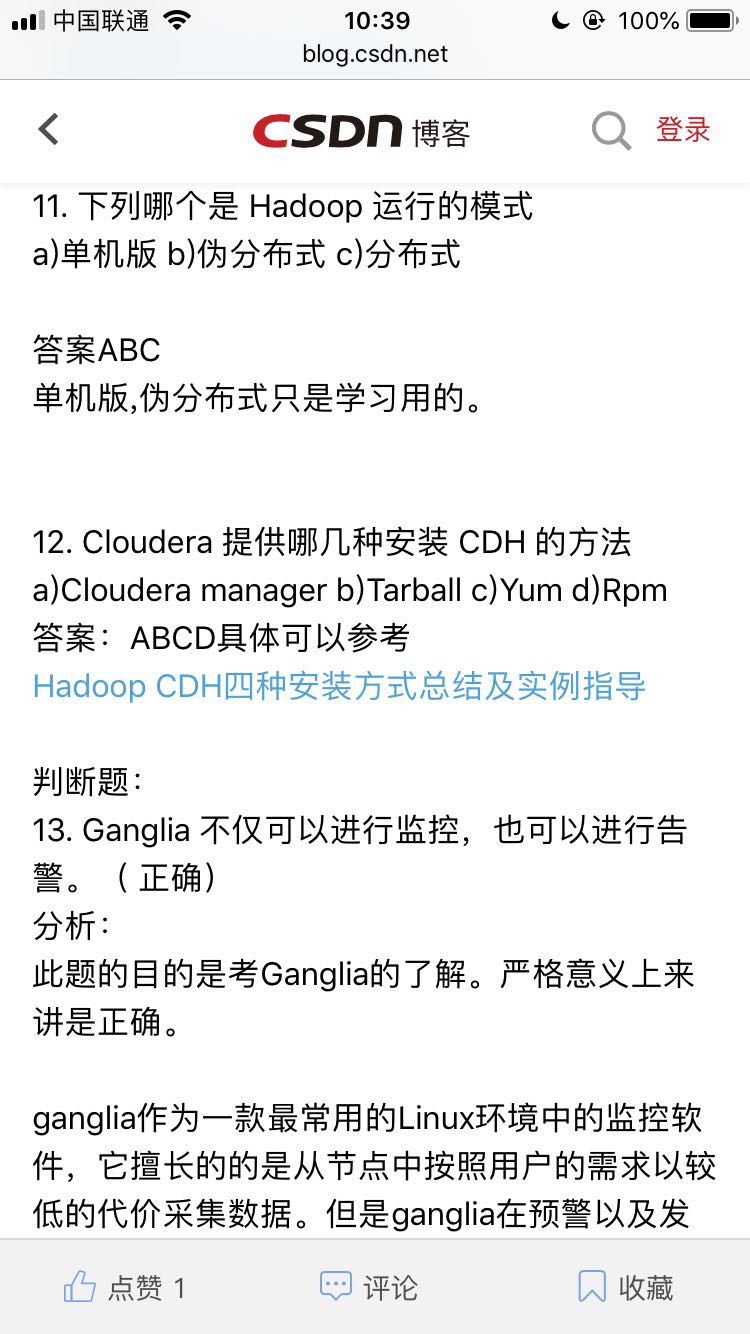 中国联通 10:39 100%
blog.csdn.net
CSDN 博客 登录
11. 下列哪个是 Hadoop 运行的模式
a)单机版 b)伪分布式 c)分布式
答案ABC
单机版,伪分布式只是学习用的。
12. Cloudera 提供哪几种安装 CDH 的方法
a)Cloudera manager b)Tarball c)Yum d)Rpm
答案：ABCD具体可以参考
Hadoop CDH四种安装方式总结及实例指导
判断题：
13. Ganglia 不仅可以进行监控，也可以进行告
警。（ 正确）
分析：
此题的目的是考Ganglia的了解。严格意义上来
讲是正确。
ganglia作为一款最常用的Linux环境中的监控软
件，它擅长的的是从节点中按照用户的需求以较
低的代价采集数据。但是ganglia在预警以及发
点赞 1 评论 收藏